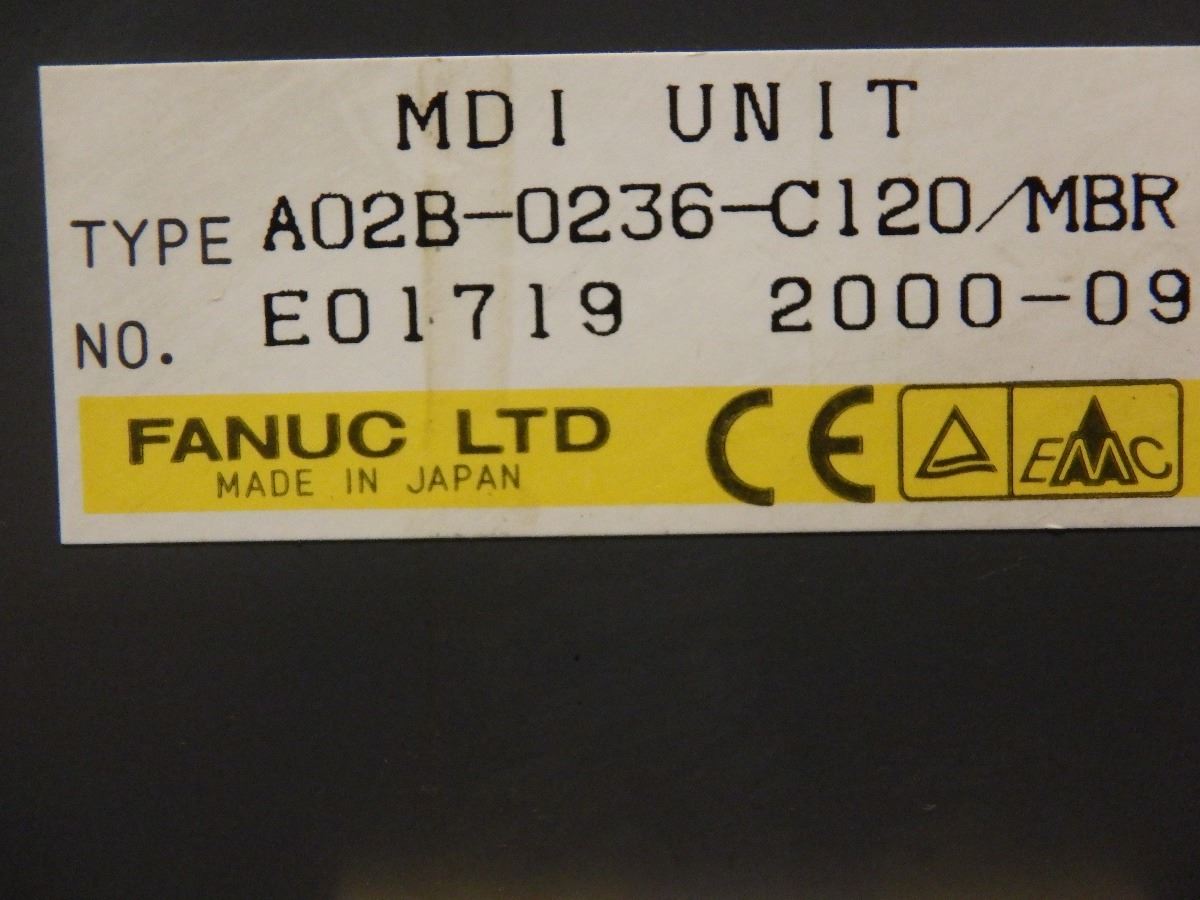 MDI UNIT
TYPE A02B-0236-C120/MBR
NO. E01719 2000-09
FANUC LTD CE EMC
MADE IN JAPAN